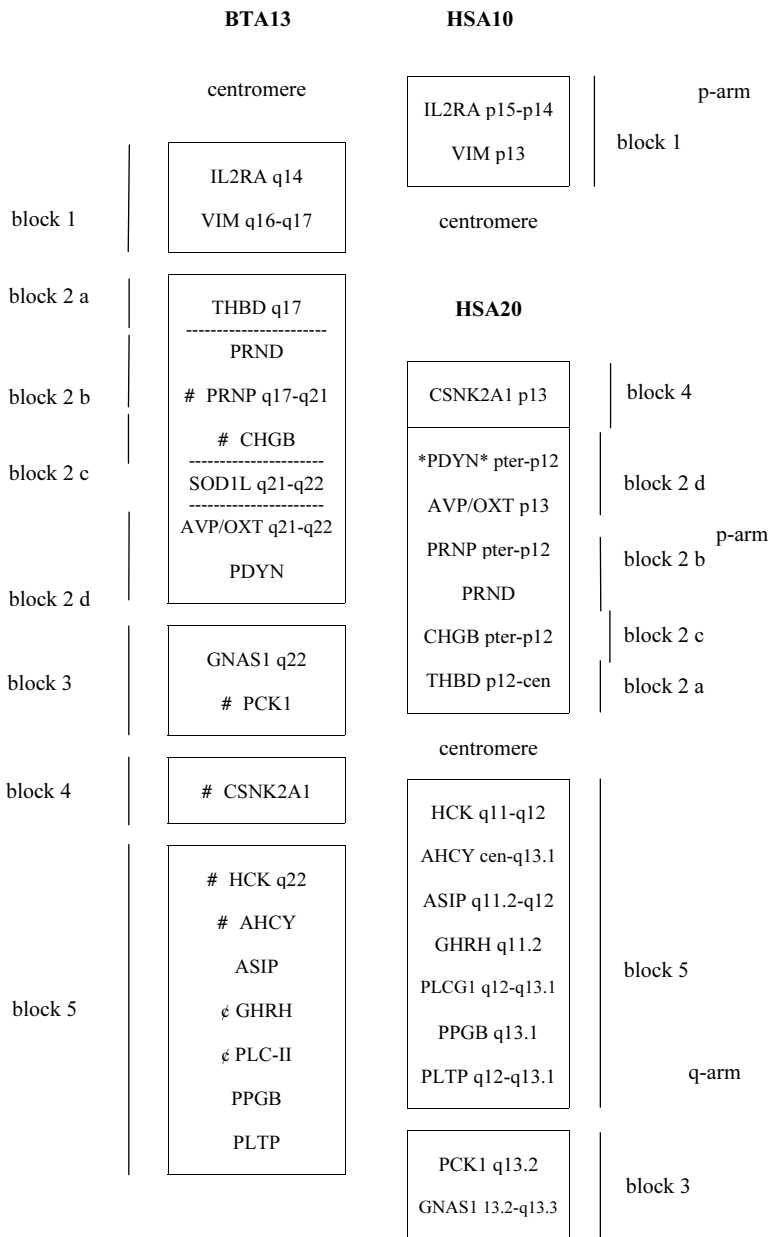 BTA13
centromere
block 1
IL2RA q14
VIM q16-q17
block 2 a
THBD q17
-----------------------
block 2 b
PRND
# PRNP q17-q21
# CHGB
block 2 c
----------------------
SOD1L q21-q22
----------------------
AVP/OXT q21-q22
PDYN
block 2 d
block 3
GNAS1 q22
# PCK1
block 4
# CSNK2A1
block 5
# HCK q22
# AHCY
ASIP
¢ GHRH
¢ PLC-II
PPGB
PLTP
HSA10
IL2RA p15-p14
VIM p13
block 1
p-arm
centromere
HSA20
CSNK2A1 p13
block 4
*PDYN* pter-p12
AVP/OXT p13
block 2 d
p-arm
PRNP pter-p12
PRND
block 2 b
CHGB pter-p12
block 2 c
THBD p12-cen
block 2 a
centromere
HCK q11-q12
AHCY cen-q13.1
ASIP q11.2-q12
GHRH q11.2
PLCG1 q12-q13.1
PPGB q13.1
PLTP q12-q13.1
block 5
q-arm
PCK1 q13.2
GNAS1 13.2-q13.3
block 3